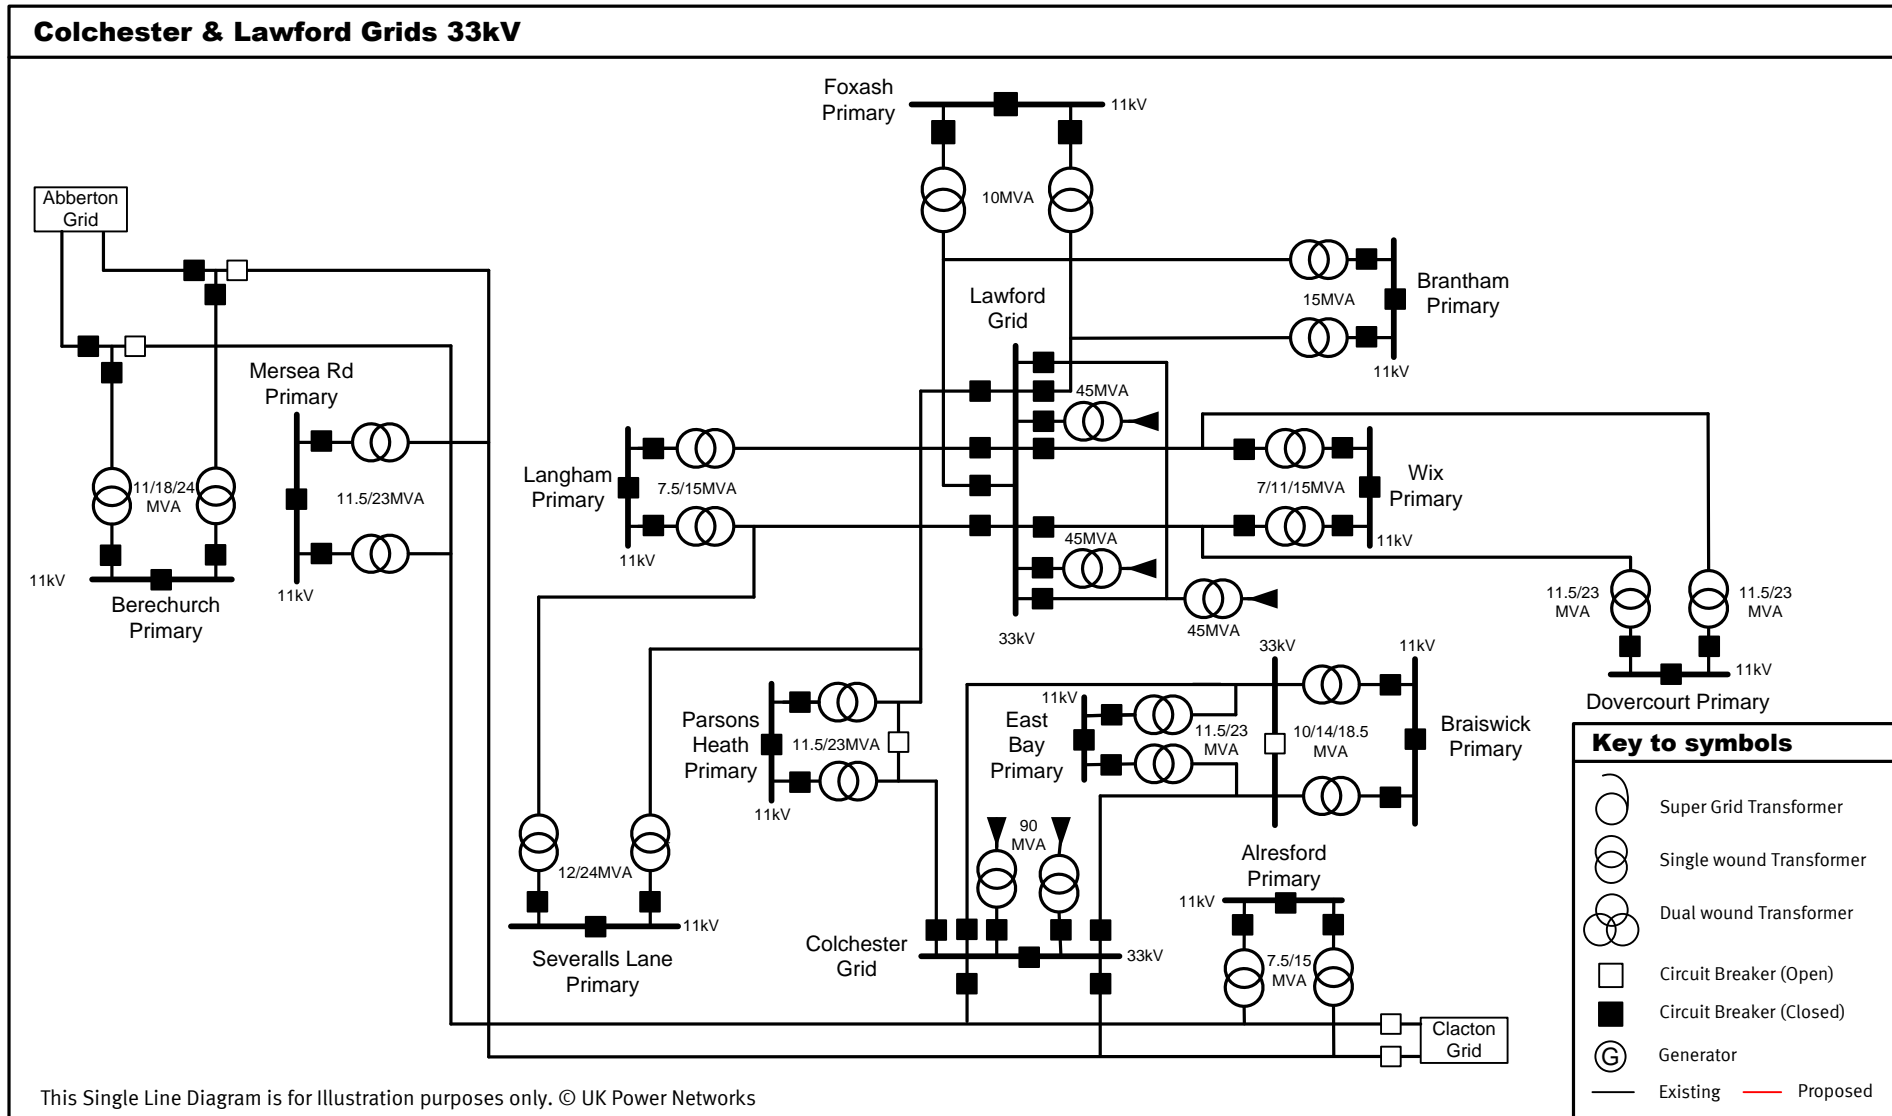 Colchester & Lawford Grids 33kV
Foxash
Primary
11kV
10MVA
Abberton
Grid
Brantham
Primary
15MVA
11kV
Lawford
Grid
Mersea Rd
Primary
11.5/23MVA
11kV
11/18/24
MVA
11kV
Berechurch
Primary
45MVA
Langham
Primary
7.5/15MVA
11kV
Wix
Primary
7/11/15MVA
11kV
45MVA
45MVA
33kV
11.5/23
MVA
11.5/23
MVA
11kV
Dovercourt Primary
33kV
11kV
Parsons
Heath
Primary
11.5/23MVA
11kV
11kV
East
Bay
Primary
11.5/23
MVA
10/14/18.5
MVA
Braiswick
Primary
12/24MVA
11kV
Severalls Lane
Primary
90
MVA
Colchester
Grid
33kV
Alresford
Primary
11kV
7.5/15
MVA
Clacton
Grid
Key to symbols
Super Grid Transformer
Single wound Transformer
Dual wound Transformer
Circuit Breaker (Open)
Circuit Breaker (Closed)
G
Generator
Existing
Proposed
This Single Line Diagram is for Illustration purposes only. © UK Power Networks